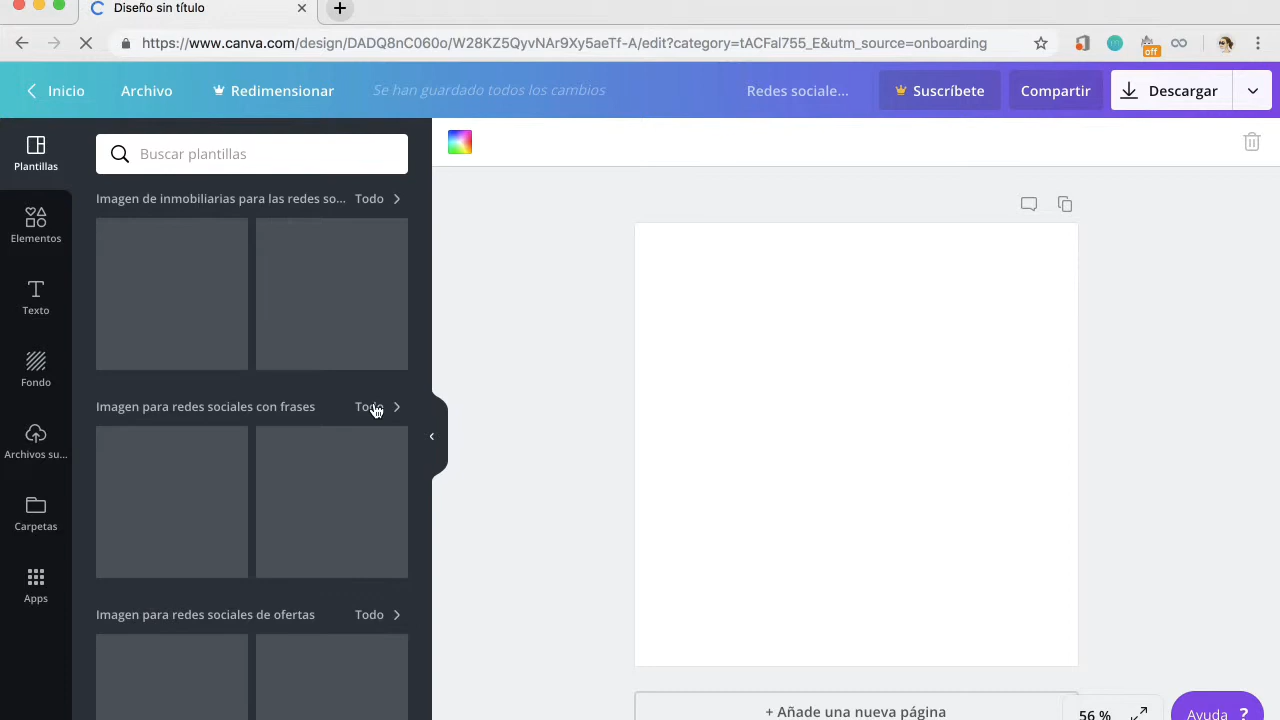 Diseño sin título
https://www.canva.com/design/DADQ8nC060o/W28KZ5QyvNAr9Xy5aeTf-A/edit?category=tACFal755_E&utm_source=onboarding
off
Inicio
Archivo
Redimensionar
Se han guardado todos los cambios
Redes sociale...
Suscríbete
Compartir
Descargar
Plantillas
Elementos
Texto
Fondo
Archivos su...
Carpetas
Apps
Buscar plantillas
Imagen de inmobiliarias para las redes so... Todo
Imagen para redes sociales con frases Todo
Imagen para redes sociales de ofertas Todo
+ Añade una nueva página
56 %
Ayuda ?